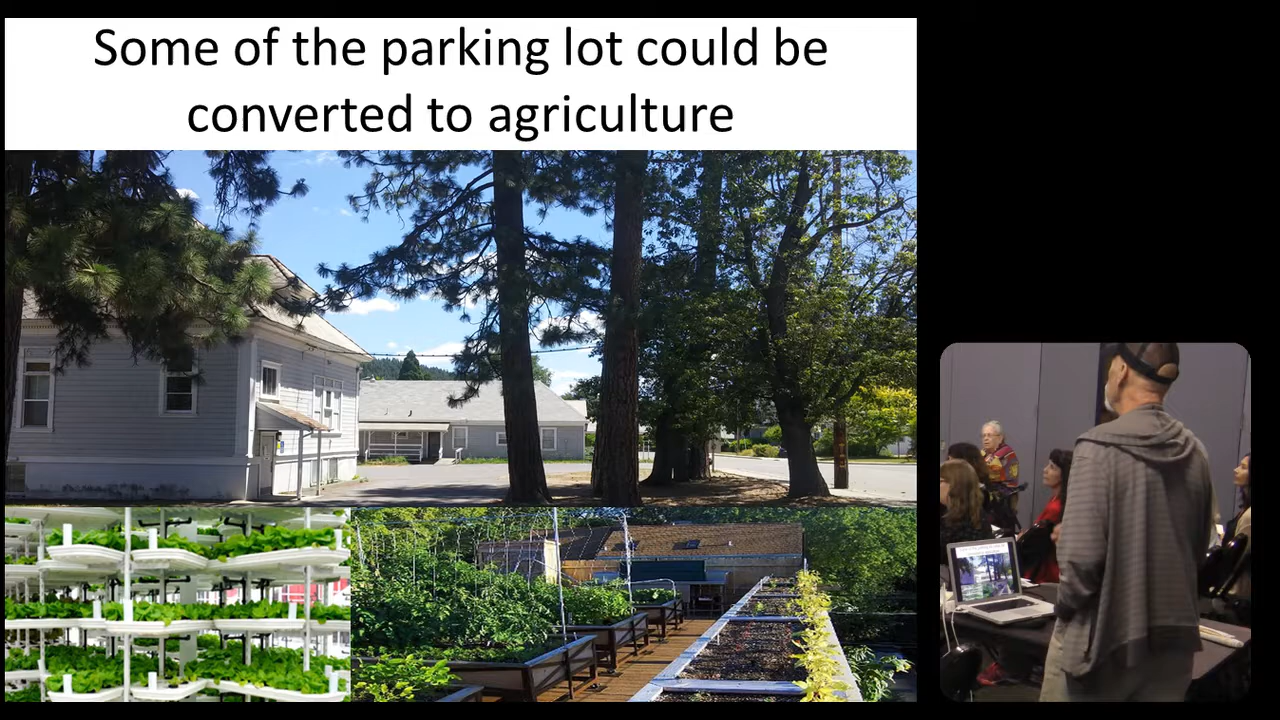 Some of the parking lot could be
converted to agriculture